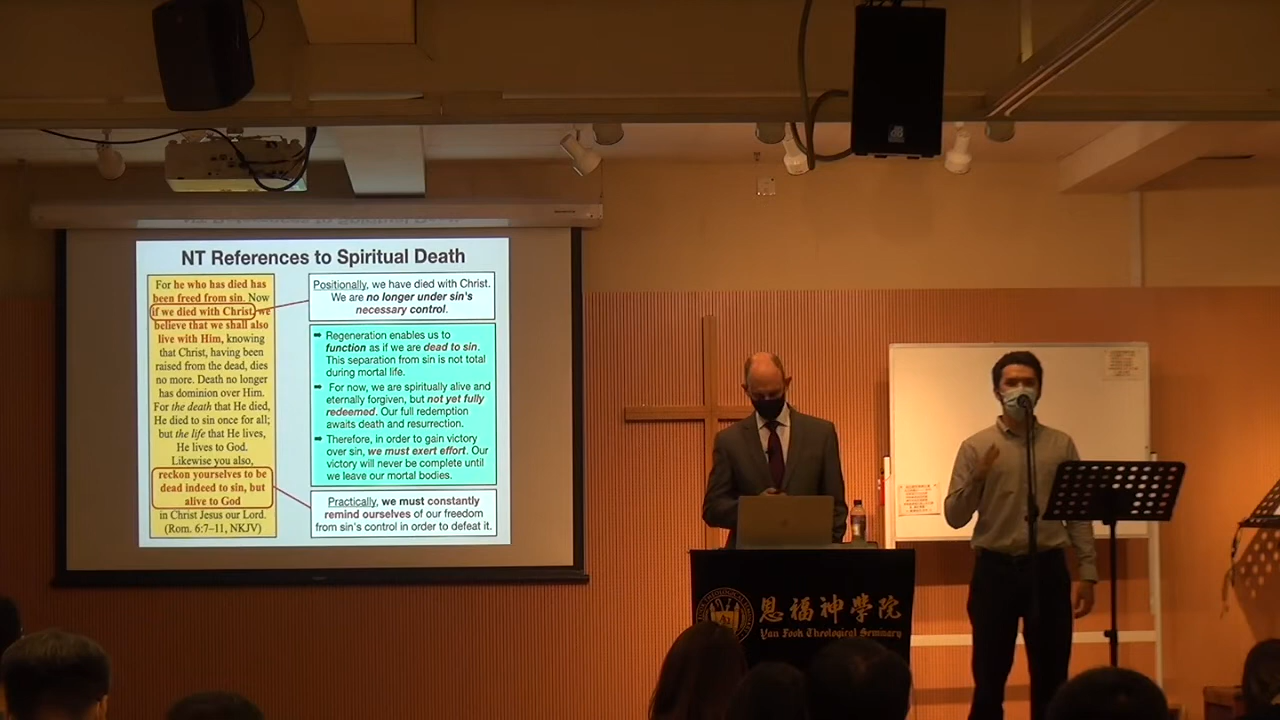 NT References to Spiritual Death
For he who has died has
been freed from sin. Now
if we died with Christ, we
believe that we shall also
live with Him, knowing
that Christ, having been
raised from the dead, dies
no more. Death no longer
has dominion over Him.
For the death that He died,
He died to sin once for all;
but the life that He lives,
He lives to God.
Likewise you also,
reckon yourselves to be
dead indeed to sin, but
alive to God
in Christ Jesus our Lord.
(Rom. 6:7–11, NKJV)
Positionally, we have died with Christ.
We are no longer under sin's
necessary control.
➡ Regeneration enables us to
function as if we are dead to sin.
This separation from sin is not total
during mortal life.
➡ For now, we are spiritually alive and
eternally forgiven, but not yet fully
redeemed. Our full redemption
awaits death and resurrection.
➡ Therefore, in order to gain victory
over sin, we must exert effort. Our
victory will never be complete until
we leave our mortal bodies.
Practically, we must constantly
remind ourselves of our freedom
from sin's control in order to defeat it.
恩福神學院
Yan Fook Theological Seminary